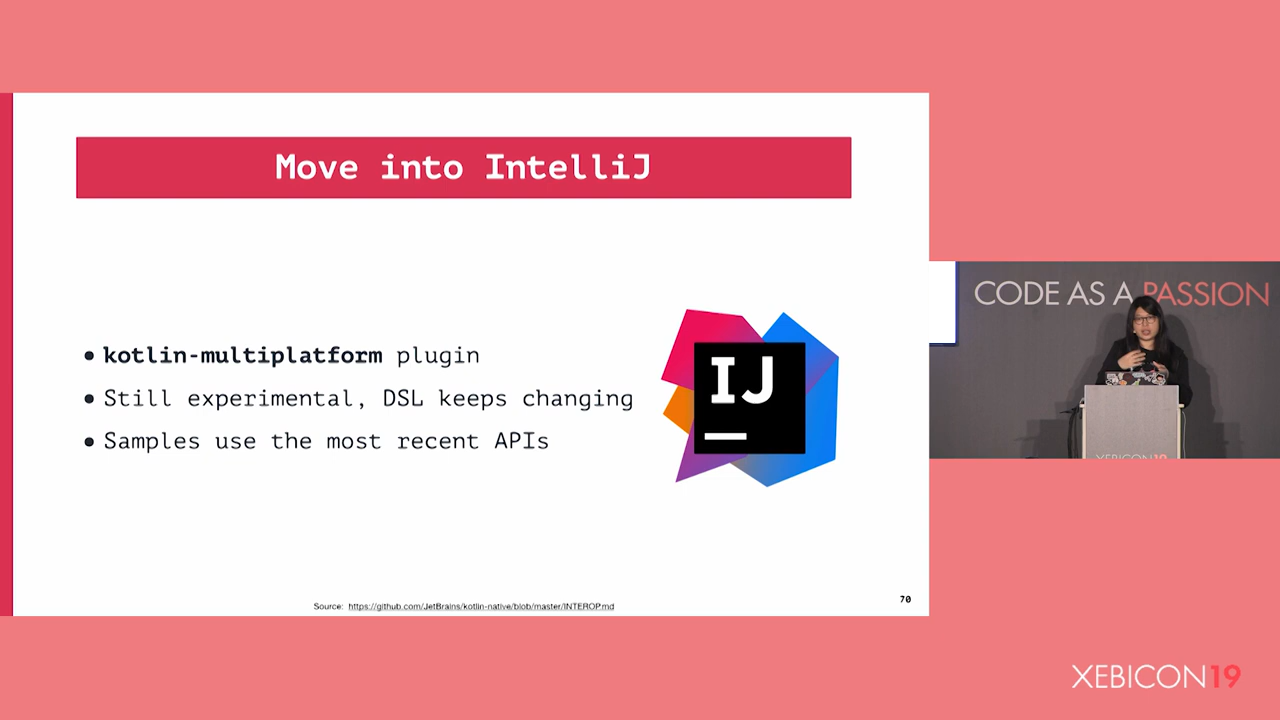 Move into IntelliJ
● kotlin-multiplatform plugin
● Still experimental, DSL keeps changing
● Samples use the most recent APIs
IJ
Source: https://github.com/JetBrains/kotlin-native/blob/master/INTEROP.md
70
CODE AS A PASSION
XEBICON19
XEBICON19